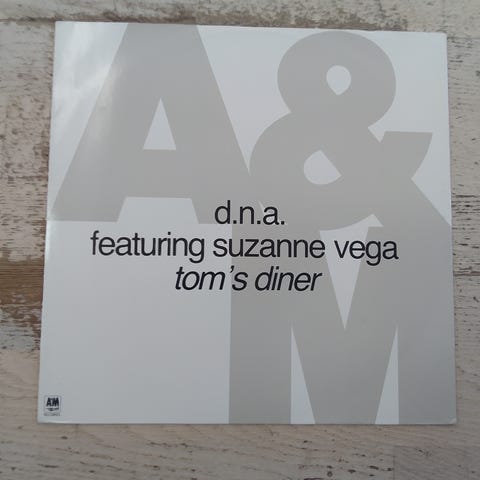 A&
M
d.n.a.
featuring suzanne vega
tom's diner
A&M